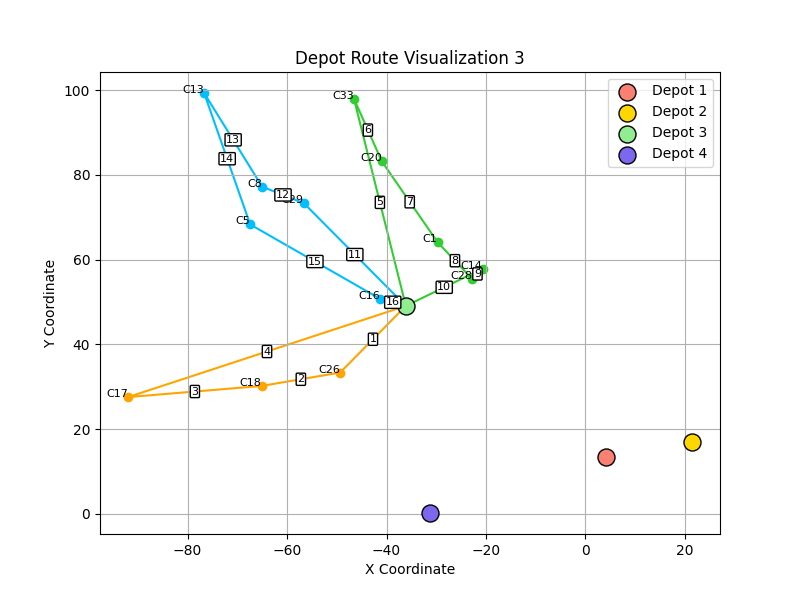 Depot Route Visualization 3
Y Coordinate
100
80
60
40
20
0
−80
−60
−40
−20
0
20
X Coordinate
Depot 1
Depot 2
Depot 3
Depot 4
C13
C33
13
6
14
C20
C8
12
C29
5
7
C5
C1
11
15
8
C14
9
C28
10
C16
16
1
4
C26
2
C18
3
C17